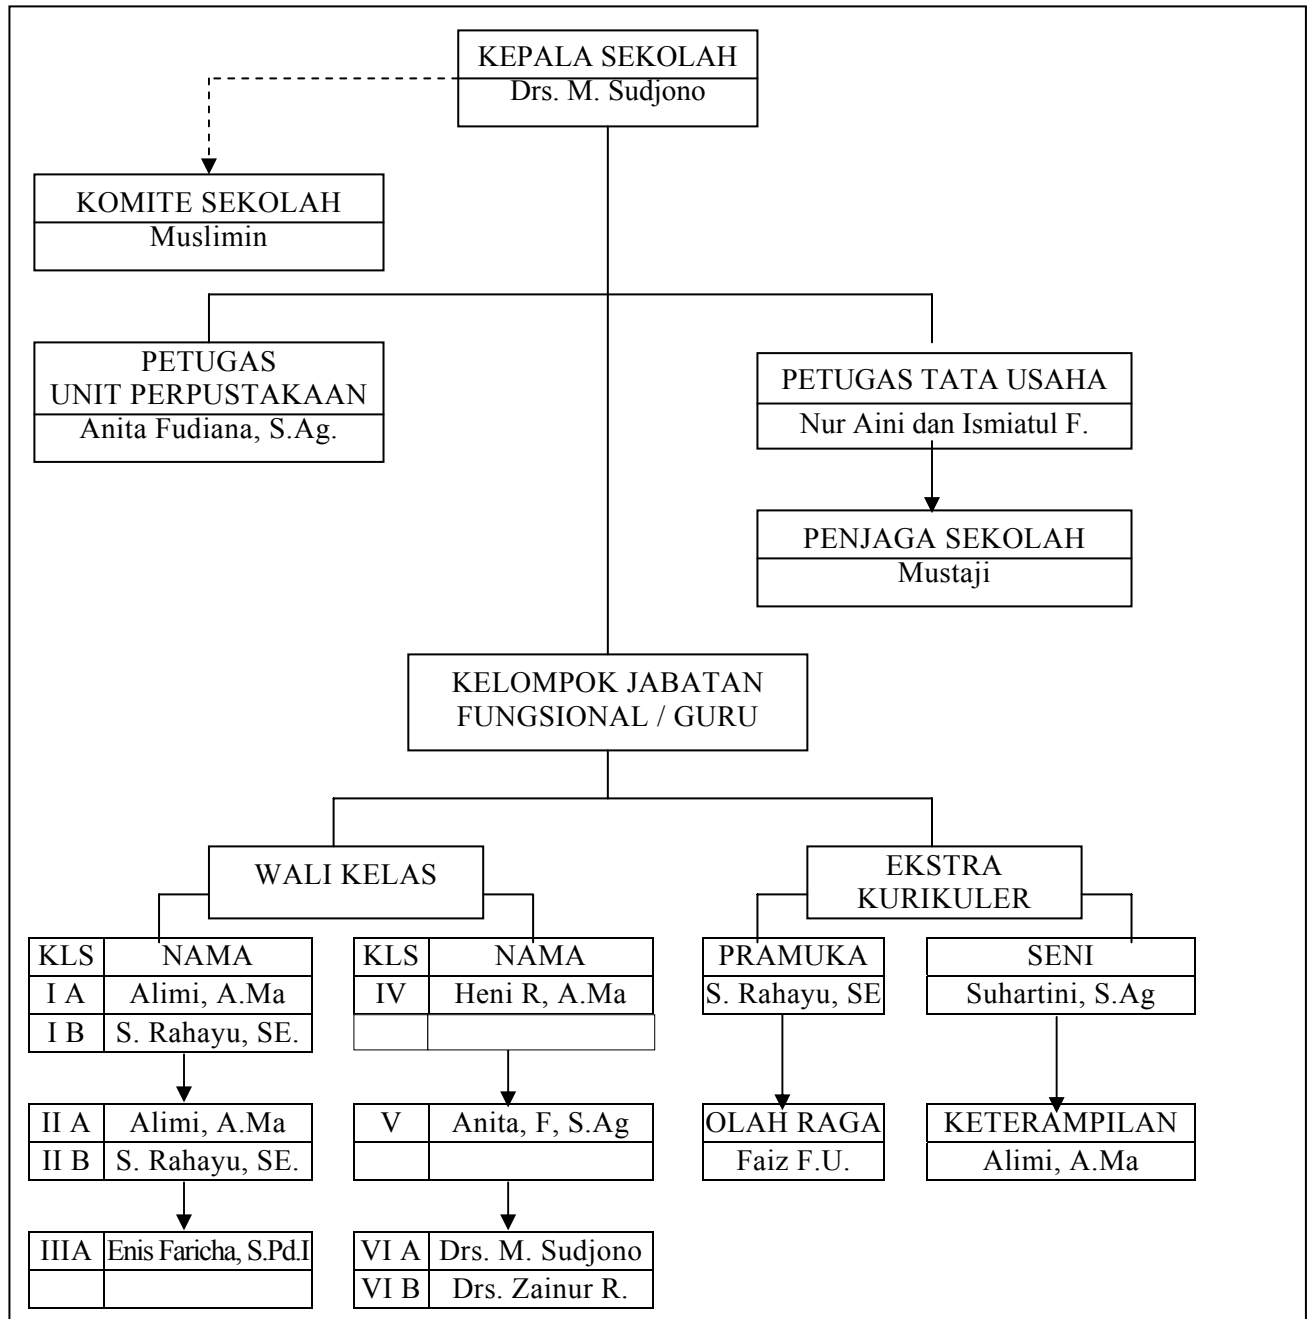 KEPALA SEKOLAH
Drs. M. Sudjono
KOMITE SEKOLAH
Muslimin
PETUGAS
UNIT PERPUSTAKAAN
Anita Fudiana, S.Ag.
PETUGAS TATA USAHA
Nur Aini dan Ismiatul F.
PENJAGA SEKOLAH
Mustaji
KELOMPOK JABATAN
FUNGSIONAL / GURU
WALI KELAS
EKSTRA
KURIKULER
KLS NAMA
I A Alimi, A.Ma
I B S. Rahayu, SE.
II A Alimi, A.Ma
II B S. Rahayu, SE.
IIIA Enis Faricha, S.Pd.I
KLS NAMA
IV Heni R, A.Ma
V Anita, F, S.Ag
VI A Drs. M. Sudjono
VI B Drs. Zainur R.
PRAMUKA
S. Rahayu, SE
OLAH RAGA
Faiz F.U.
SENI
Suhartini, S.Ag
KETERAMPILAN
Alimi, A.Ma